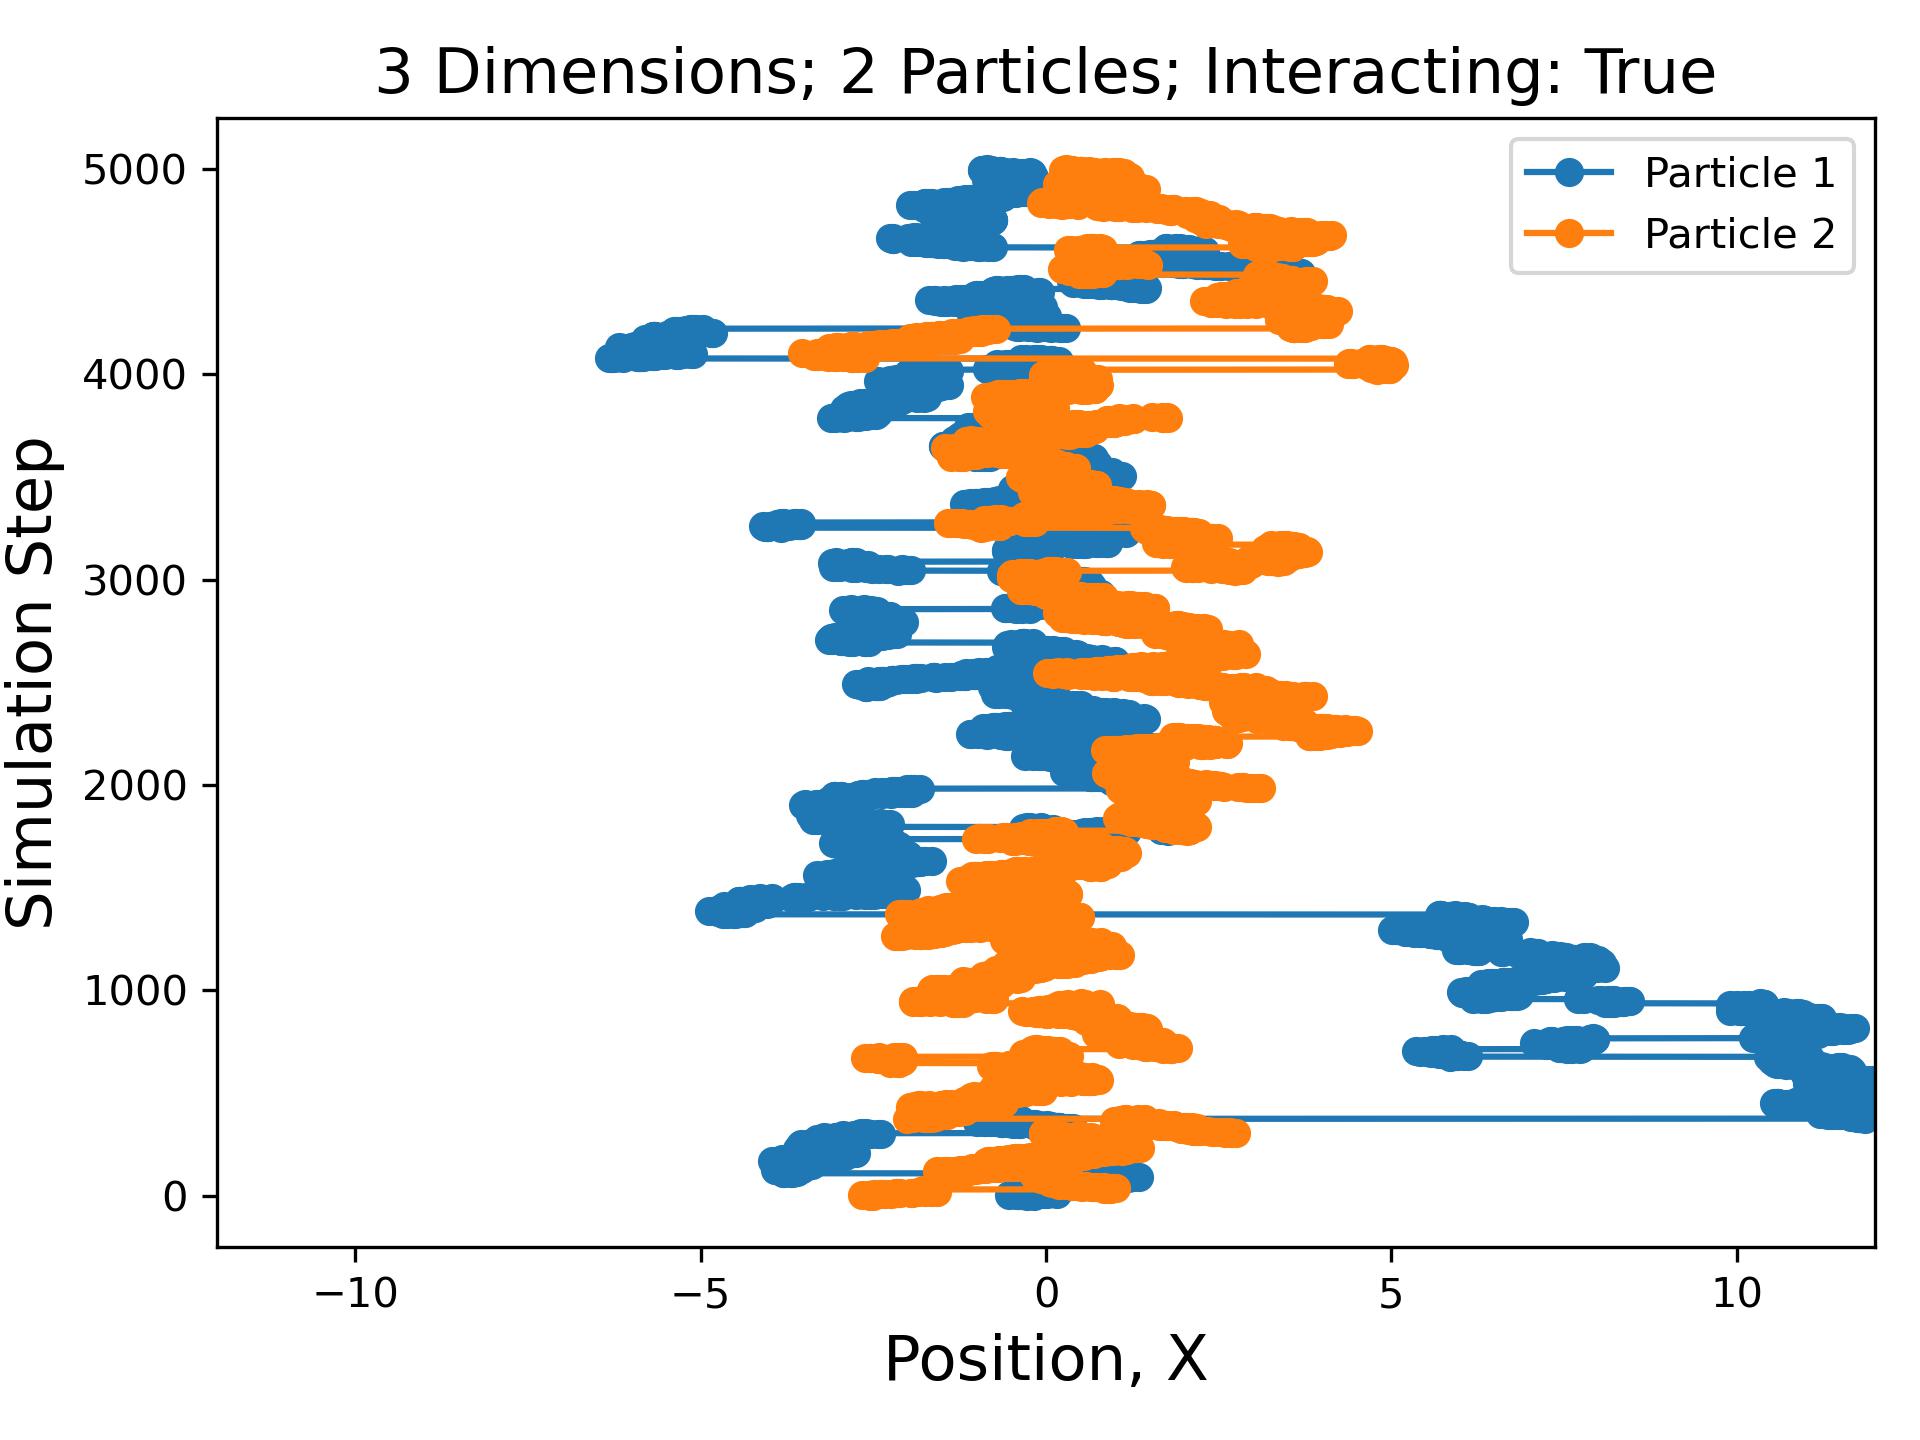 3 Dimensions; 2 Particles; Interacting: True
Particle 1
Particle 2
5000
4000
3000
2000
1000
0
Simulation Step
−10
−5
0
5
10
Position, X